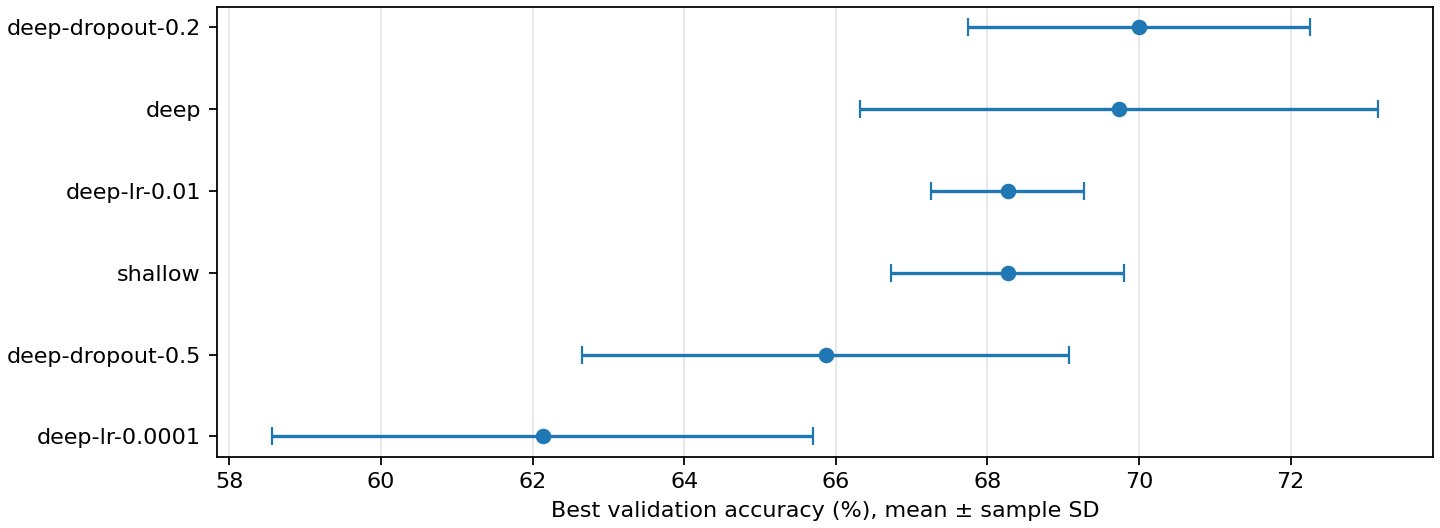 deep-dropout-0.2
deep
deep-lr-0.01
shallow
deep-dropout-0.5
deep-lr-0.0001
58 60 62 64 66 68 70 72
Best validation accuracy (%), mean ± sample SD